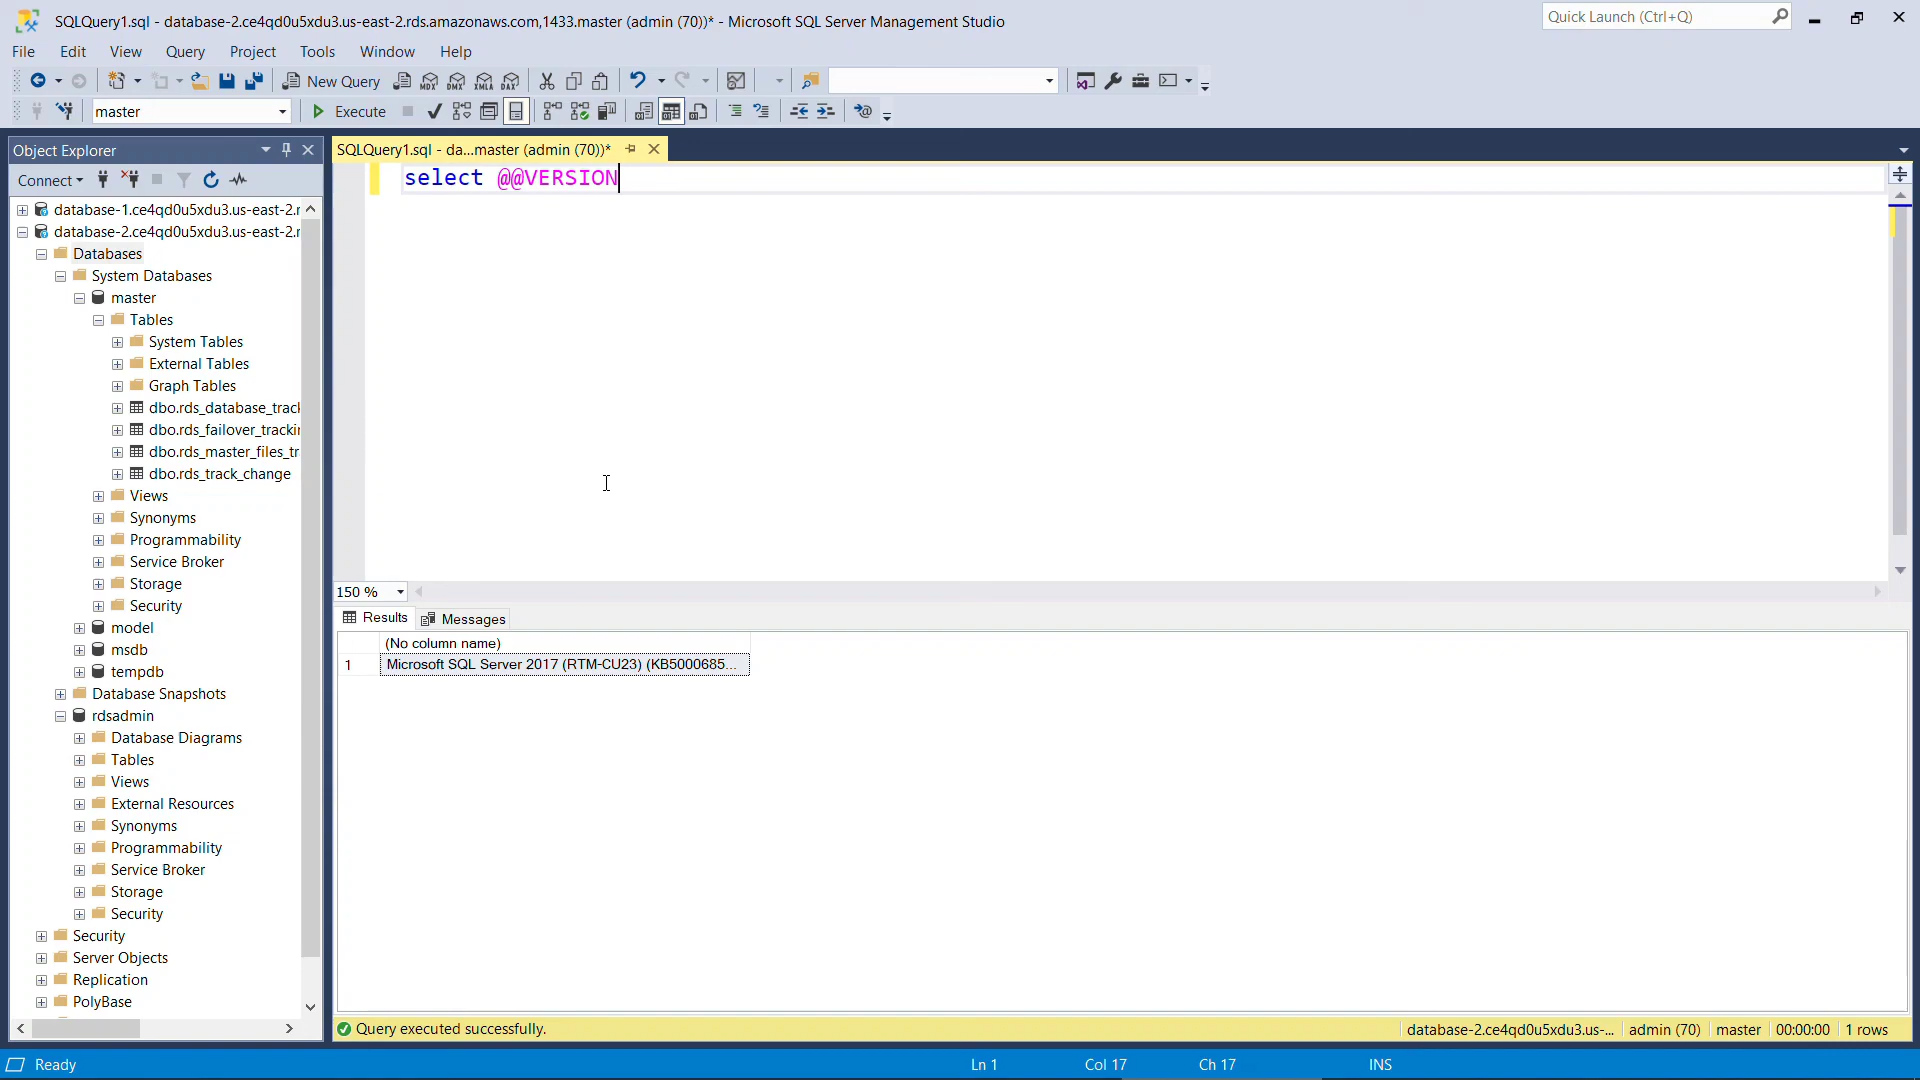 SQLQuery1.sql - database-2.ce4qd0u5xdu3.us-east-2.rds.amazonaws.com,1433.master (admin (70))* - Microsoft SQL Server Management Studio
Quick Launch (Ctrl+Q)
File Edit View Query Project Tools Window Help
New Query MDX DMX XMLA DAX
master Execute
Object Explorer
SQLQuery1.sql - da...master (admin (70))*
Connect
select @@VERSION
database-1.ce4qd0u5xdu3.us-east-2.r
database-2.ce4qd0u5xdu3.us-east-2.r
Databases
System Databases
master
Tables
System Tables
External Tables
Graph Tables
dbo.rds_database_track
dbo.rds_failover_trackin
dbo.rds_master_files_tr
dbo.rds_track_change
Views
Synonyms
Programmability
Service Broker
Storage
Security
model
msdb
tempdb
Database Snapshots
rdsadmin
Database Diagrams
Tables
Views
External Resources
Synonyms
Programmability
Service Broker
Storage
Security
Security
Server Objects
Replication
PolyBase
150 %
Results Messages
(No column name)
1 Microsoft SQL Server 2017 (RTM-CU23) (KB5000685...
Query executed successfully.
database-2.ce4qd0u5xdu3.us-... admin (70) master 00:00:00 1 rows
Ready Ln 1 Col 17 Ch 17 INS